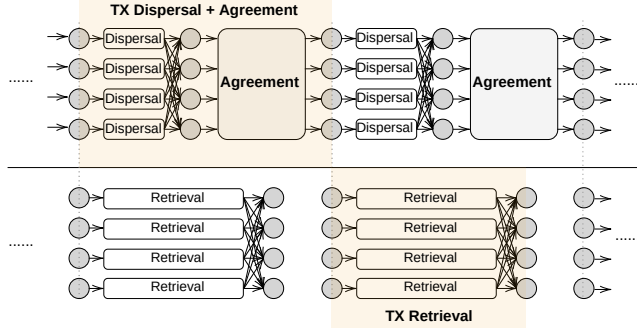 TX Dispersal + Agreement
Dispersal Dispersal
Dispersal Dispersal
Agreement Agreement
...... ......
Dispersal Dispersal
Dispersal Dispersal
Retrieval Retrieval
Retrieval Retrieval
...... ......
Retrieval Retrieval
Retrieval Retrieval
TX Retrieval